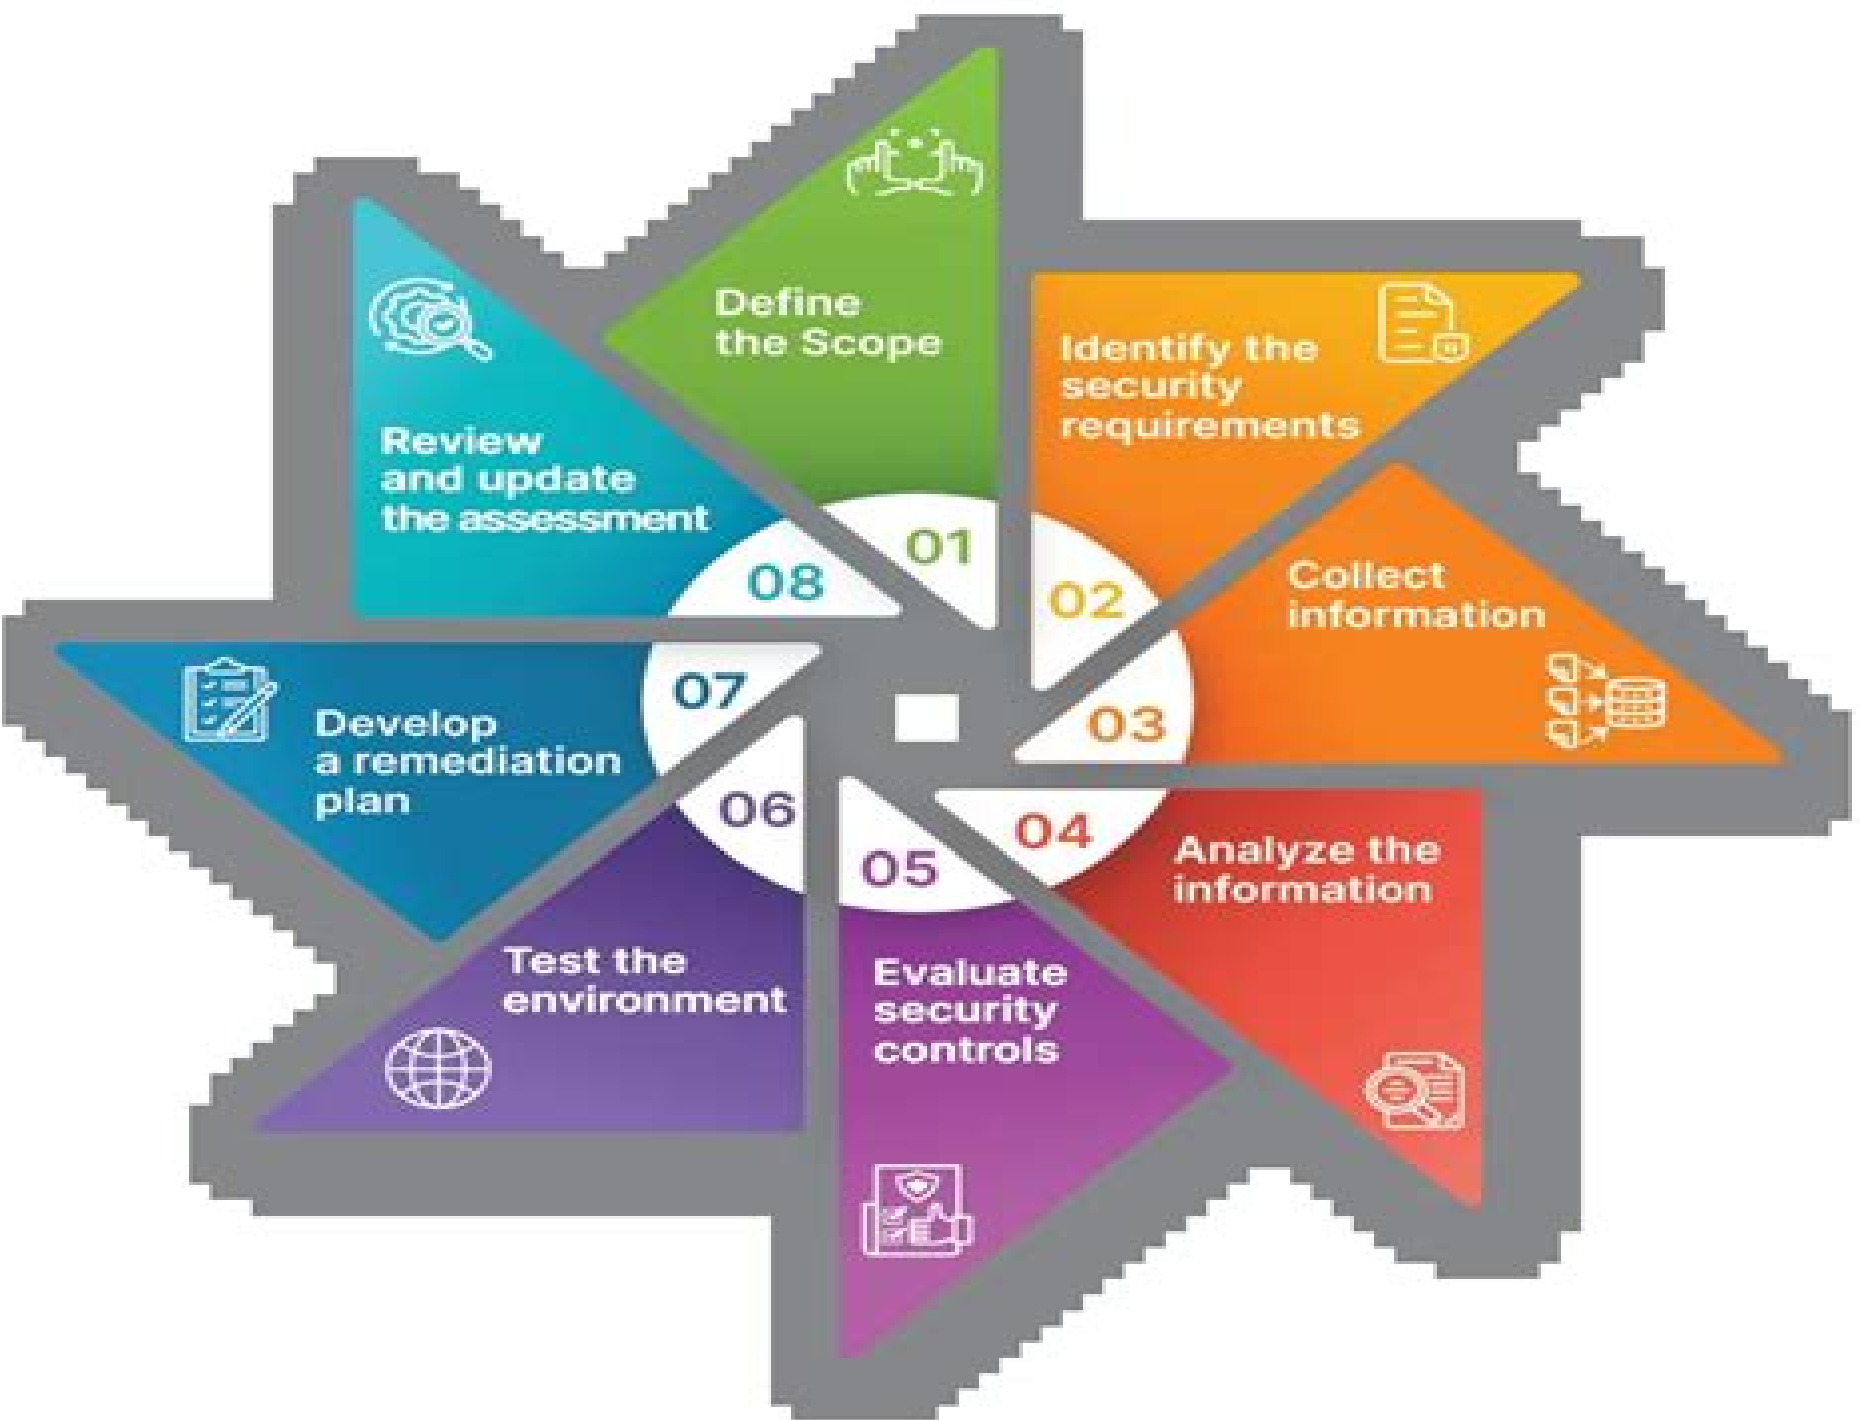 01
Define
the Scope
02
Identify the
security
requirements
03
Collect
information
04
Analyze the
information
05
Evaluate
security
controls
06
Test the
environment
07
Develop
a remediation
plan
08
Review
and update
the assessment